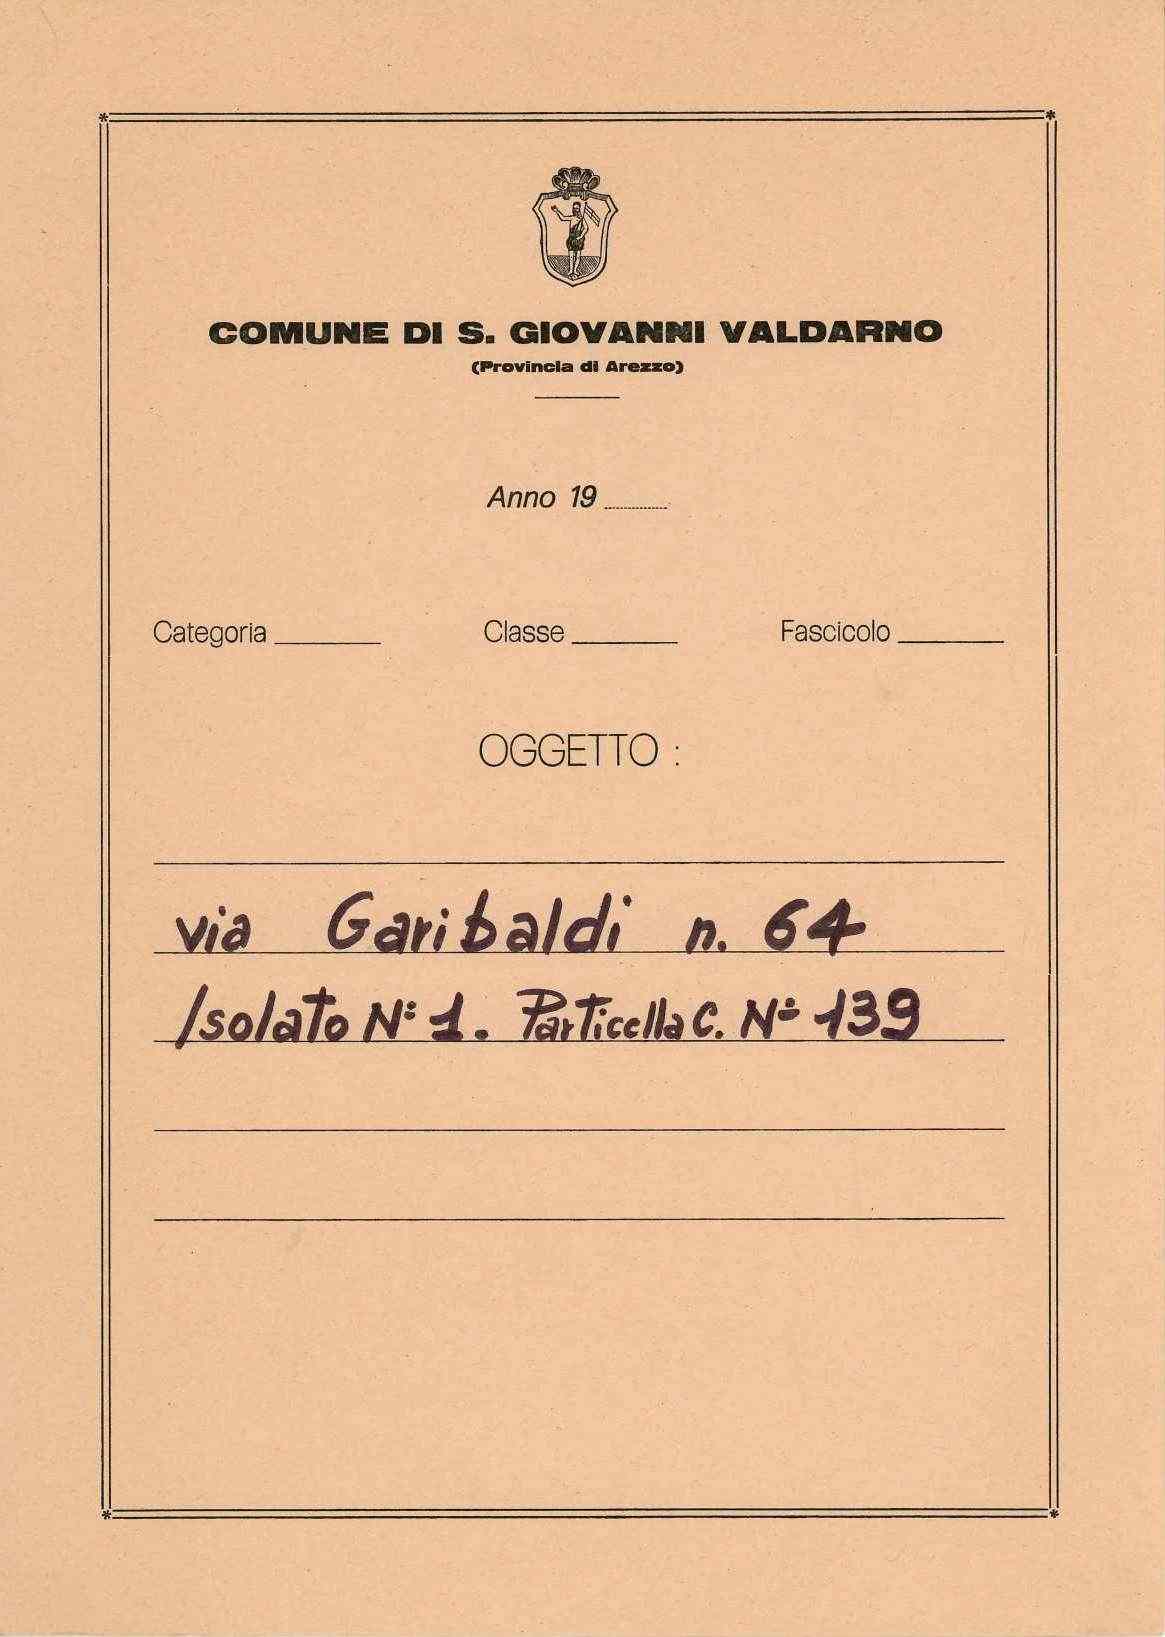 COMUNE DI S. GIOVANNI VALDARNO
(Provincia di Arezzo)
Anno 19
Categoria Classe Fascicolo
OGGETTO :
via Garibaldi n. 64
Isolato N° 1. Particella C. N° 139